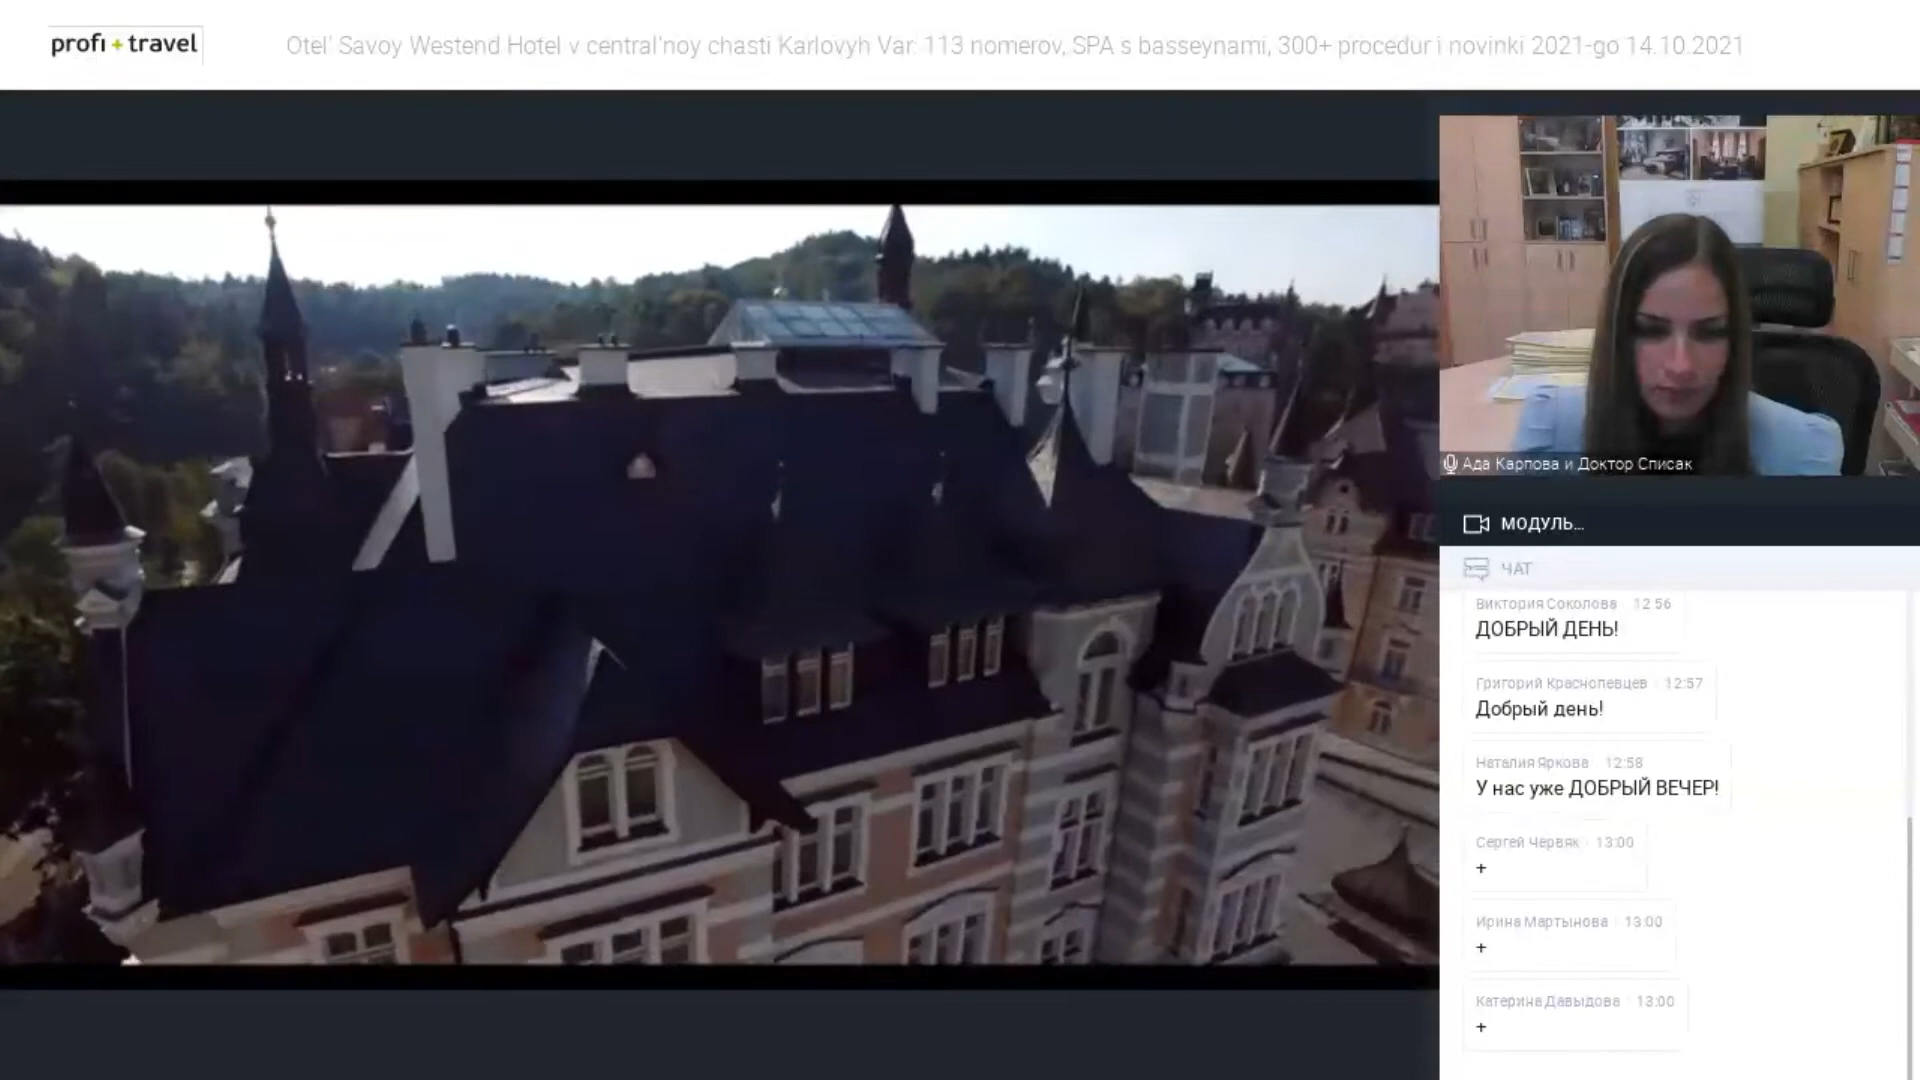 profi + travel
Otel' Savoy Westend Hotel v central'noy chasti Karlovyh Var: 113 nomerov, SPA s basseynami, 300+ procedur i novinki 2021-go 14.10.2021
Ада Карпова и Доктор Списак
МОДУЛЬ...
ЧАТ
Виктория Соколова 12:56
ДОБРЫЙ ДЕНЬ!
Григорий Краснопевцев 12:57
Добрый день!
Наталия Яркова 12:58
У нас уже ДОБРЫЙ ВЕЧЕР!
Сергей Червяк 13:00
+
Ирина Мартынова 13:00
+
Катерина Давыдова 13:00
+